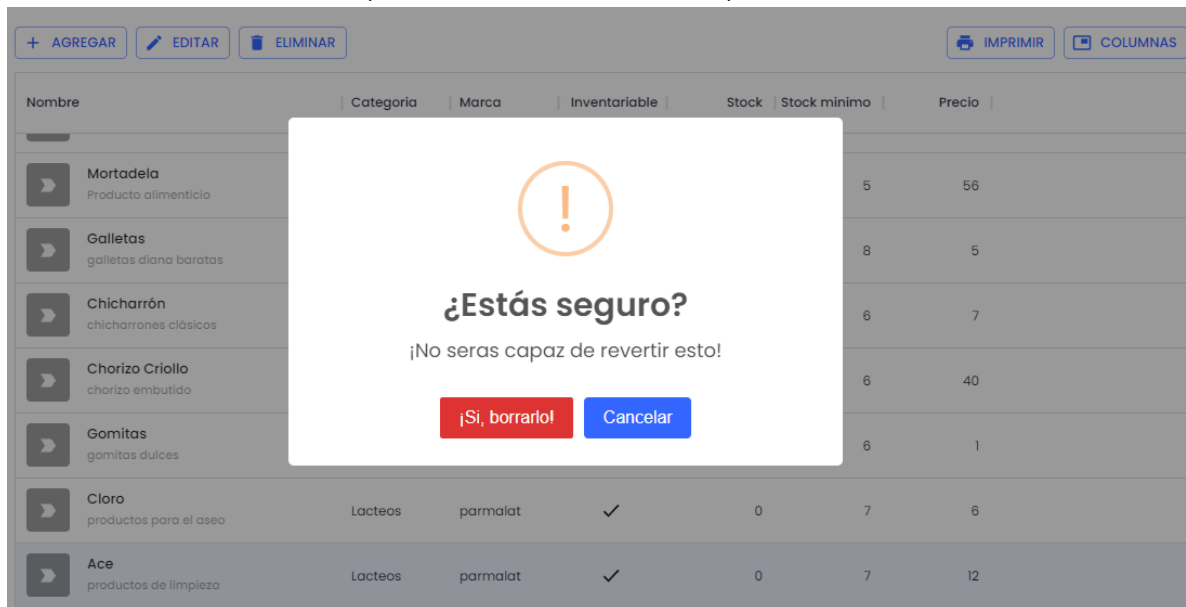 + AGREGAR EDITAR ELIMINAR IMPRIMIR COLUMNAS
Nombre Categoria Marca Inventariable Stock Stock minimo Precio
Mortadela
Producto alimenticio
5 56
Galletas
galletas diana baratas
8 5
Chicharrón
chicharrones clásicos
6 7
Chorizo Criollo
chorizo embutido
6 40
Gomitas
gomitas dulces
6 1
¿Estás seguro?
¡No seras capaz de revertir esto!
¡Si, borrarlo! Cancelar
Cloro
productos para el aseo
Lacteos parmalat ✓ 0 7 6
Ace
productos de limpieza
Lacteos parmalat ✓ 0 7 12